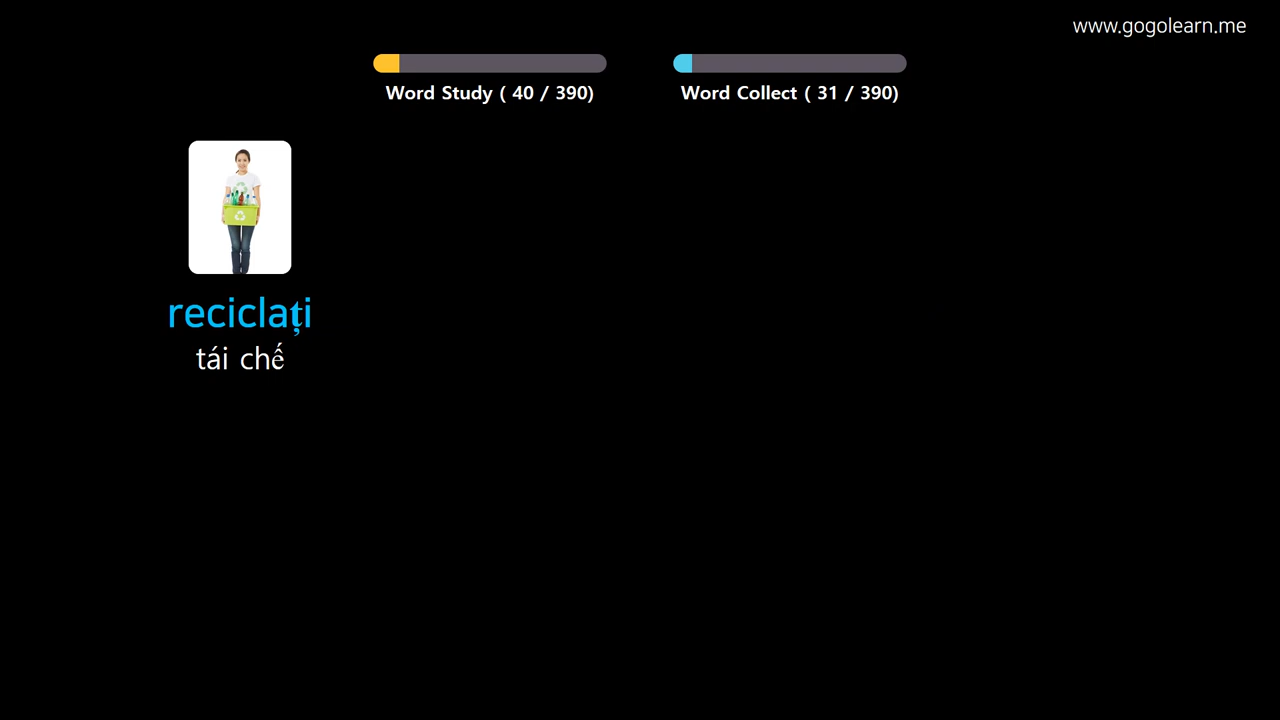 www.gogolearn.me
Word Study ( 40 / 390)
Word Collect ( 31 / 390)
reciclați
tái chế